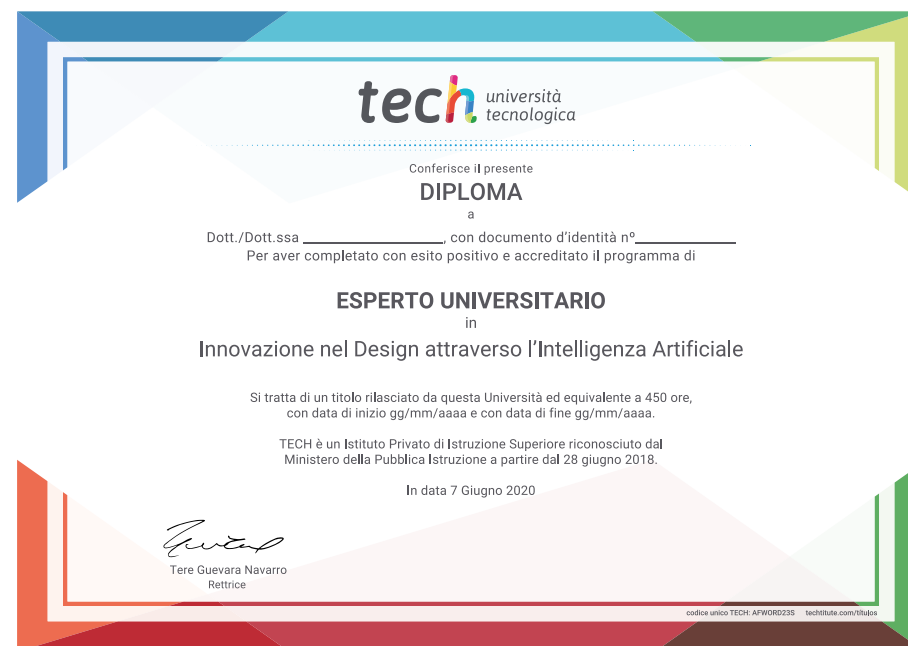 tech università
tecnologica
Conferisce il presente
DIPLOMA
a
Dott./Dott.ssa ____________________, con documento d'identità nº______________
Per aver completato con esito positivo e accreditato il programma di
ESPERTO UNIVERSITARIO
in
Innovazione nel Design attraverso l'Intelligenza Artificiale
Si tratta di un titolo rilasciato da questa Università ed equivalente a 450 ore,
con data di inizio gg/mm/aaaa e con data di fine gg/mm/aaaa.
TECH è un Istituto Privato di Istruzione Superiore riconosciuto dal
Ministero della Pubblica Istruzione a partire dal 28 giugno 2018.
In data 7 Giugno 2020
Tere Guevara Navarro
Rettrice
codice unico TECH: AFWORD23S techtitute.com/títulos